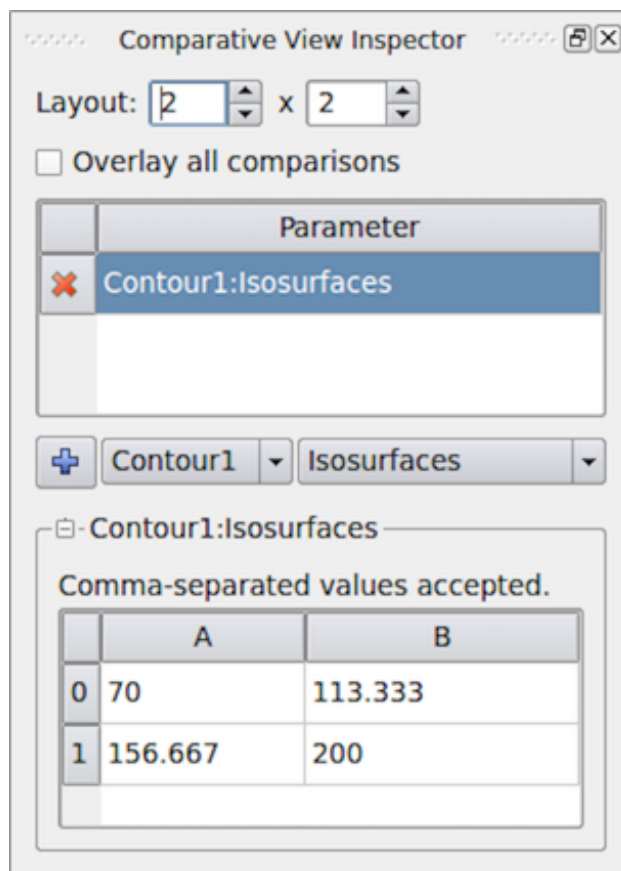 Comparative View Inspector
Layout: 2 x 2
Overlay all comparisons
Parameter
Contour1:Isosurfaces
Contour1 Isosurfaces
Contour1:Isosurfaces
Comma-separated values accepted.
A B
0 70 113.333
1 156.667 200